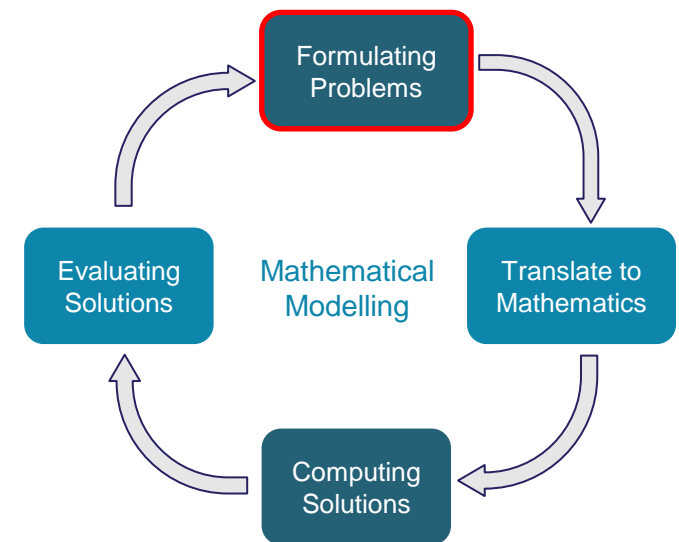 Formulating
Problems
Evaluating
Solutions
Mathematical
Modelling
Translate to
Mathematics
Computing
Solutions